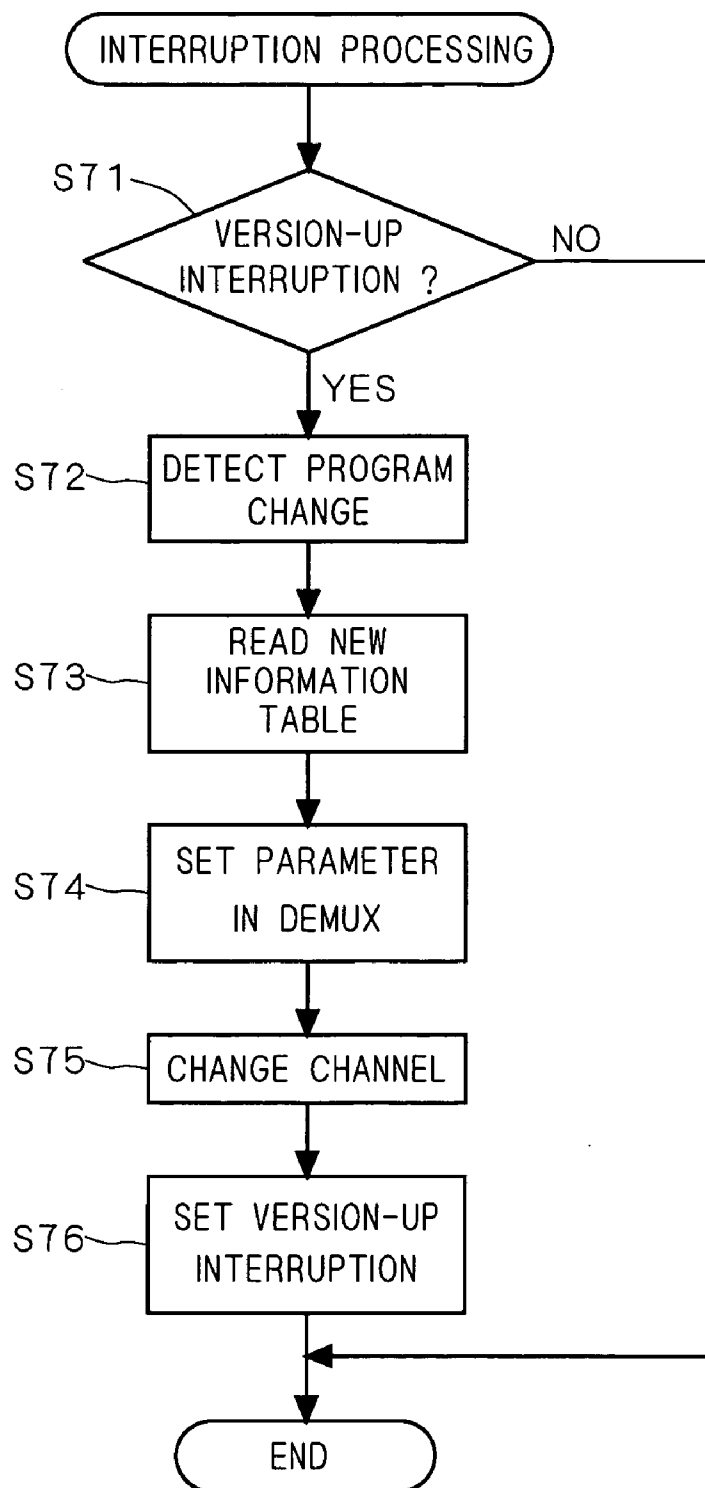 INTERRUPTION PROCESSING
S71
VERSION-UP
INTERRUPTION ?
NO
YES
S72
DETECT PROGRAM
CHANGE
S73
READ NEW
INFORMATION
TABLE
S74
SET PARAMETER
IN DEMUX
S75
CHANGE CHANNEL
S76
SET VERSION-UP
INTERRUPTION
END